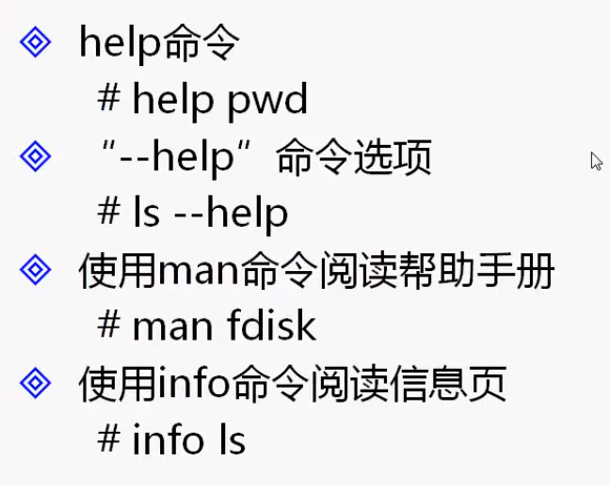 help命令
# help pwd
“--help”命令选项
# ls --help
使用man命令阅读帮助手册
# man fdisk
使用info命令阅读信息页
# info ls